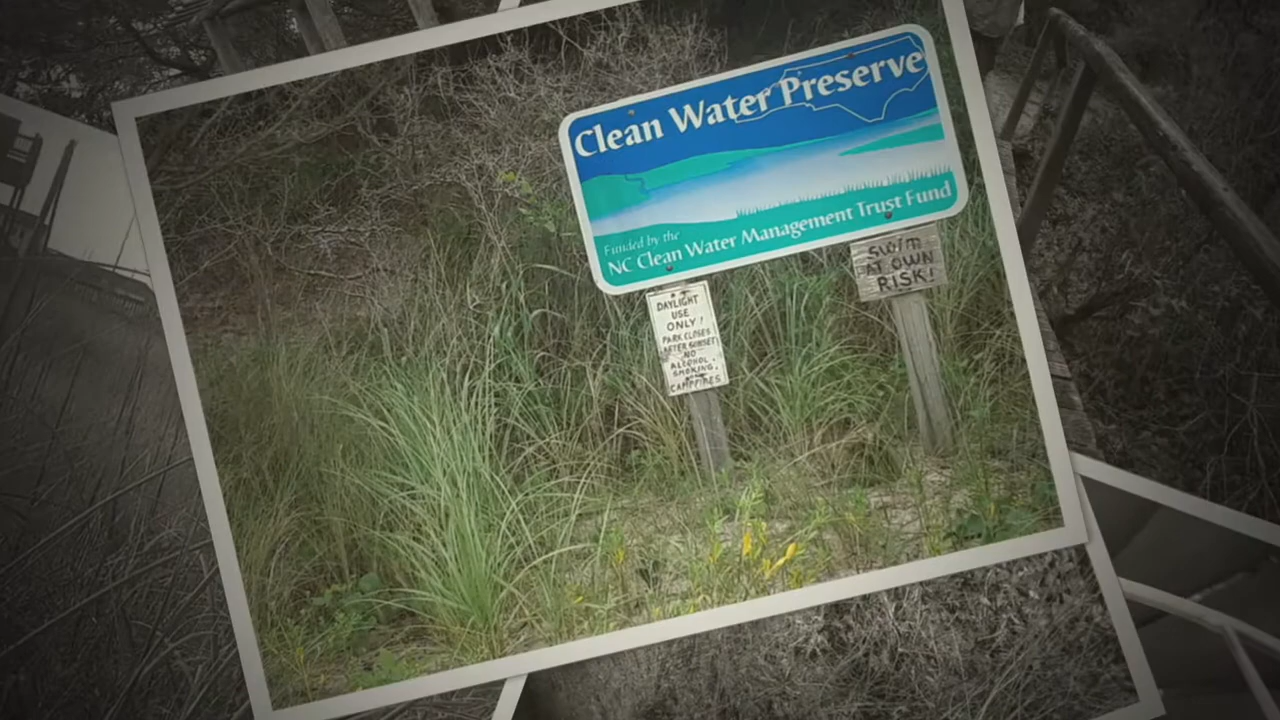 Clean Water Preserve
Funded by the
NC Clean Water Management Trust Fund
SWIM
AT OWN
RISK!
DAYLIGHT
USE
ONLY!
PARK CLOSES
AFTER SUNSET
NO
ALCOHOL,
SMOKING,
CAMPFIRES